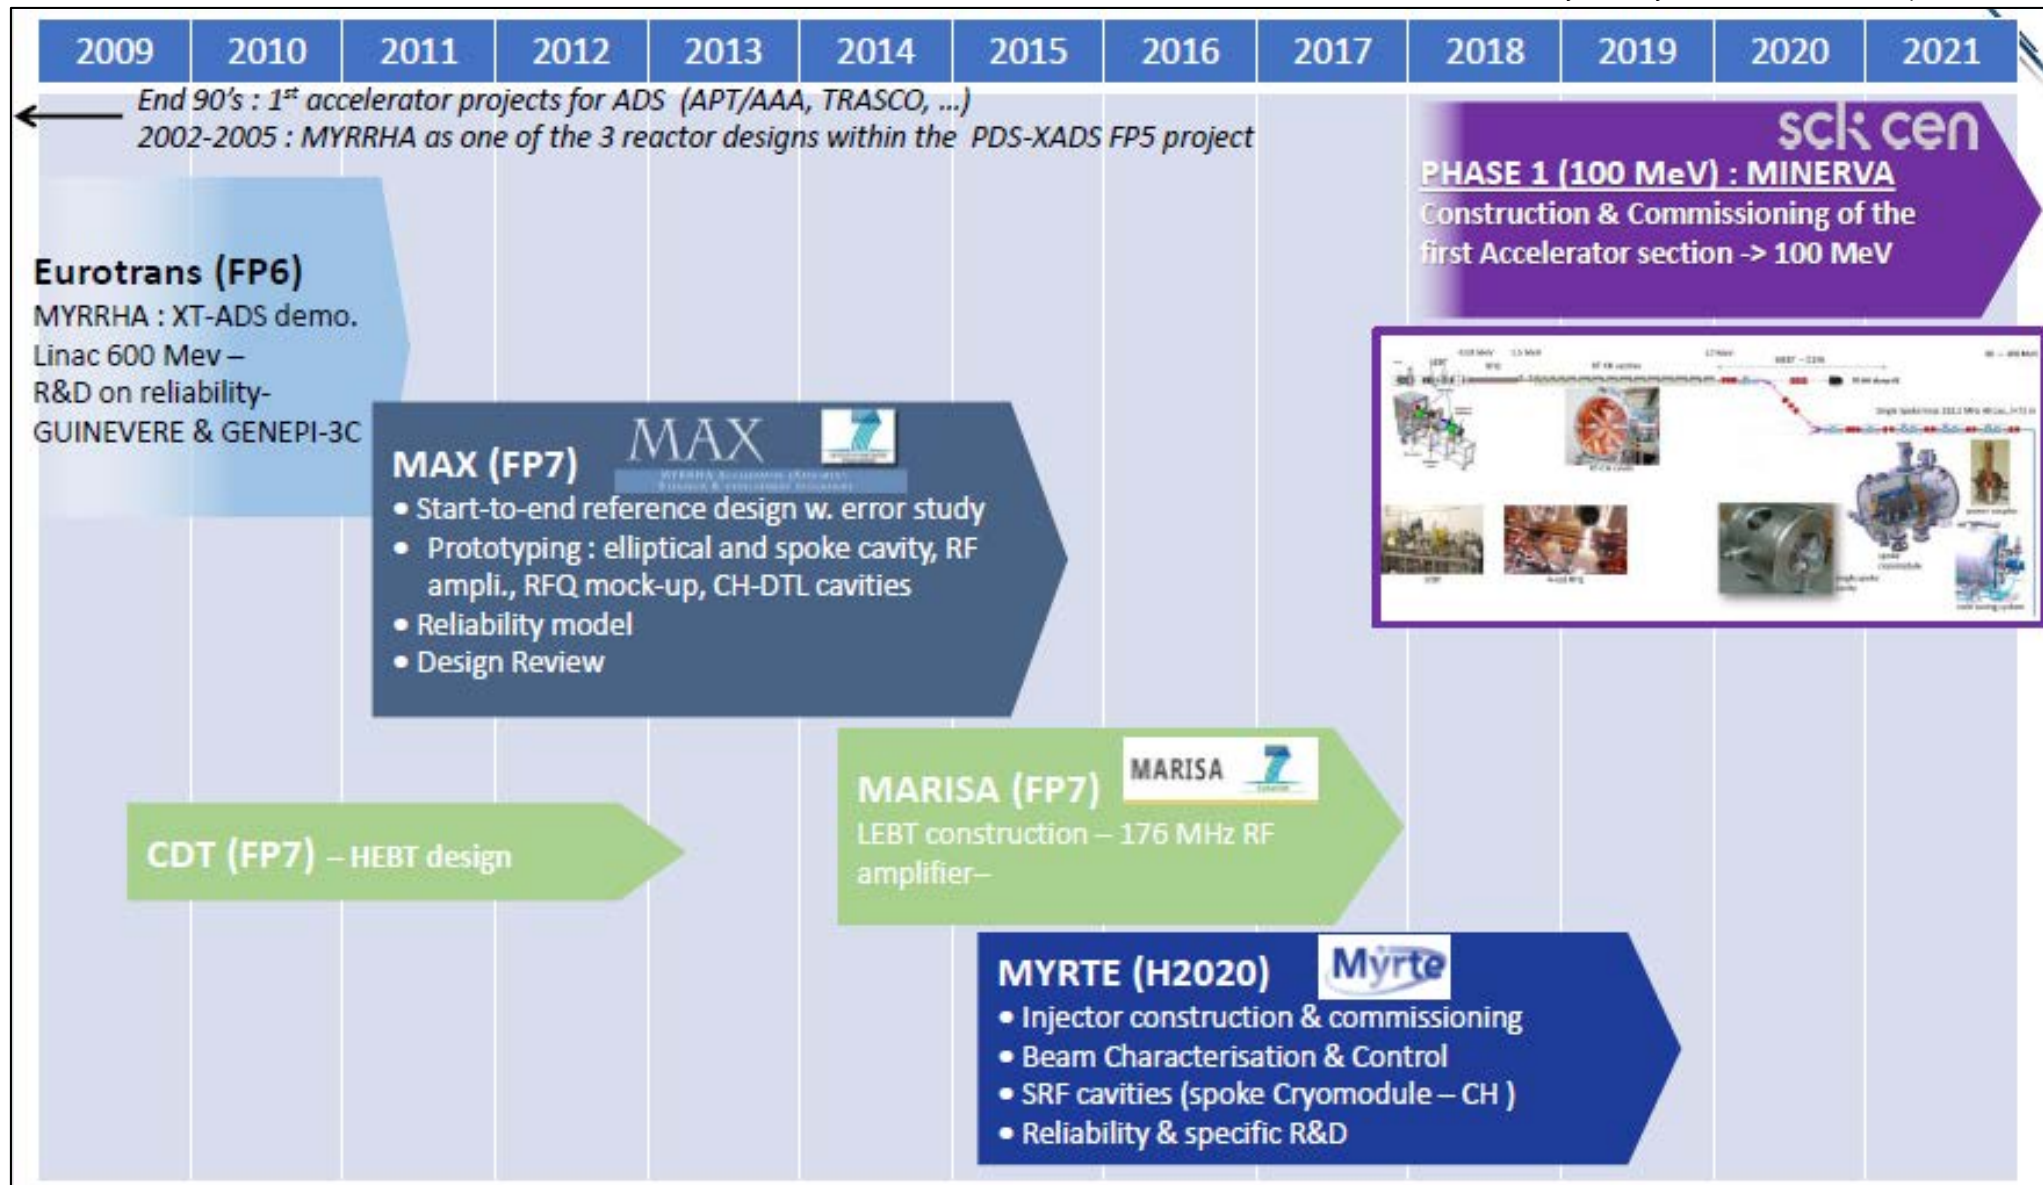 2009 2010 2011 2012 2013 2014 2015 2016 2017 2018 2019 2020 2021
End 90's : 1st accelerator projects for ADS (APT/AAA, TRASCO, ...)
2002-2005 : MYRRHA as one of the 3 reactor designs within the PDS-XADS FP5 project
sck cen
PHASE 1 (100 MeV) : MINERVA
Construction & Commissioning of the
first Accelerator section -> 100 MeV
Eurotrans (FP6)
MYRRHA : XT-ADS demo.
Linac 600 Mev –
R&D on reliability-
GUINEVERE & GENEPI-3C
MAX
7
MAX (FP7)
• Start-to-end reference design w. error study
• Prototyping : elliptical and spoke cavity, RF
ampli., RFQ mock-up, CH-DTL cavities
• Reliability model
• Design Review
MARISA 7
MARISA (FP7)
LEBT construction – 176 MHz RF
amplifier–
CDT (FP7) – HEBT design
Myrte
MYRTE (H2020)
• Injector construction & commissioning
• Beam Characterisation & Control
• SRF cavities (spoke Cryomodule – CH )
• Reliability & specific R&D